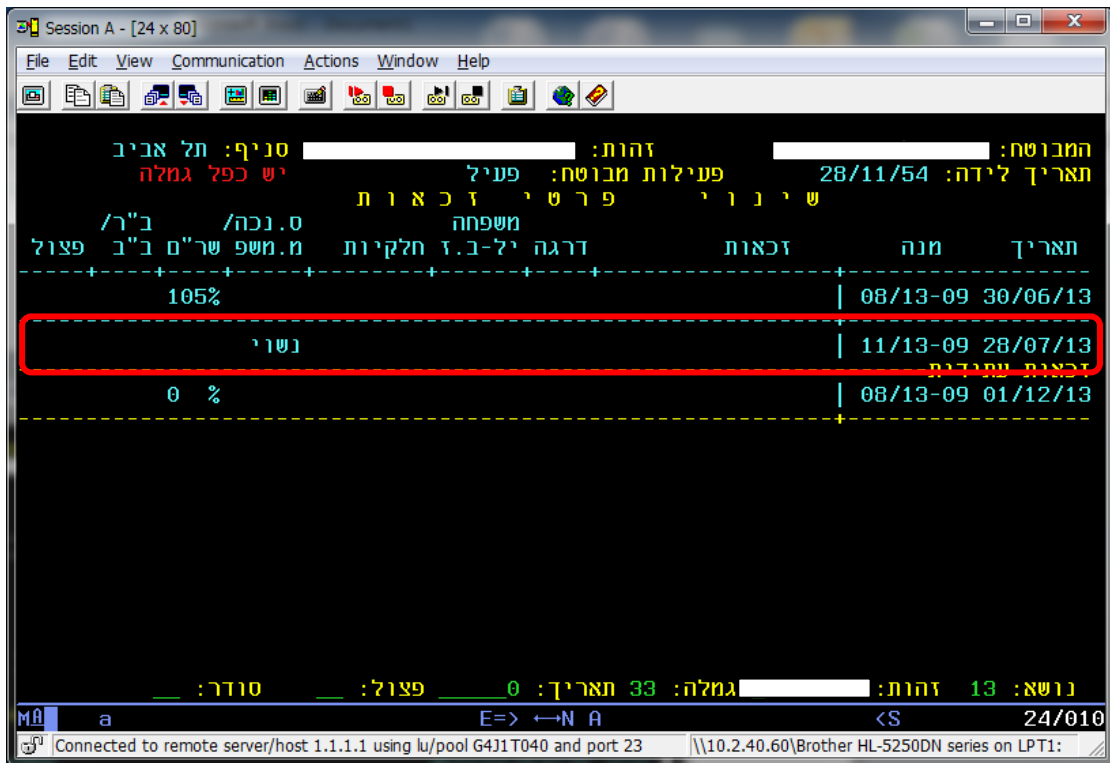 Session A - [24 x 80]
File Edit View Communication Actions Window Help
המבוטח: זהות: סניף: תל אביב
תאריך לידה: 28/11/54 פעילות מבוטח: פעיל יש כפל גמלה
ש י נ ו י פ ר ט י ז כ א ו ת
משפחה ס.נכה/ ב"ר/
תאריך מנה זכאות דרגה יל-ב.ז חלקיות מ.משפ שר"ם ב"ב פצול
30/06/13 08/13-09 | 105%
28/07/13 11/13-09 | נשוי
זכאות עתידית
01/12/13 08/13-09 | 0 %
נושא: 13 זהות: גמלה: 33 תאריך: 0_____ פצול: __ סודר: __
MA a E=> ←→N A <S 24/010
Connected to remote server/host 1.1.1.1 using lu/pool G4J1T040 and port 23 \\10.2.40.60\Brother HL-5250DN series on LPT1: